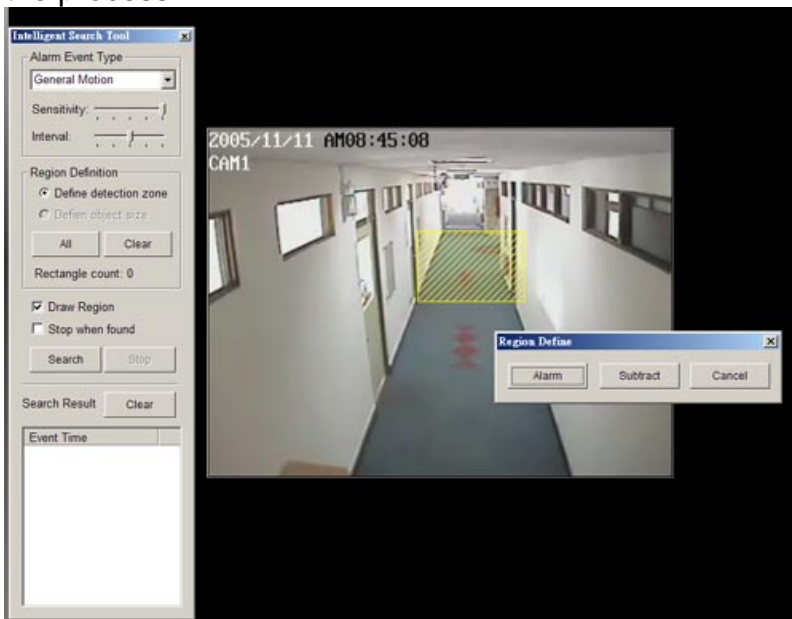 Intelligent Search Tool
Alarm Event Type
General Motion
Sensitivity:
Interval:
Region Definition
Define detection zone
Defien object size
All Clear
Rectangle count: 0
Draw Region
Stop when found
Search Stop
Search Result Clear
Event Time
2005/11/11 AM08:45:08
CAM1
Region Define
Alarm Subtract Cancel